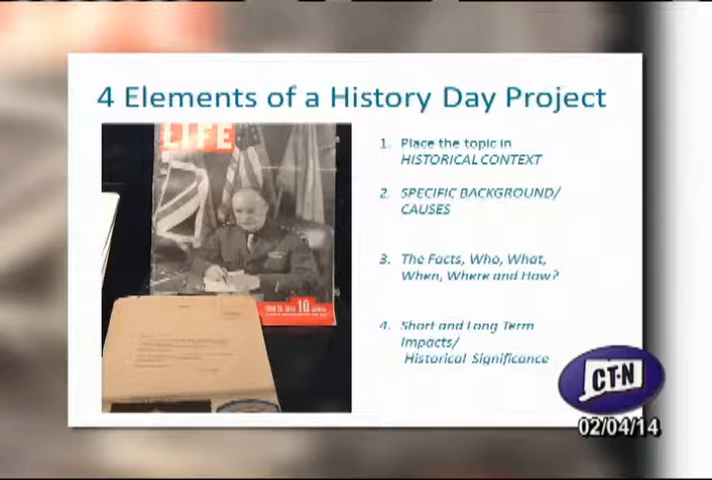 4 Elements of a History Day Project
LIFE
10 CENTS
1. Place the topic in
HISTORICAL CONTEXT
2. SPECIFIC BACKGROUND/
CAUSES
3. The Facts, Who, What,
When, Where and How?
4. Short and Long Term
Impacts/
Historical Significance
CT-N
02/04/14